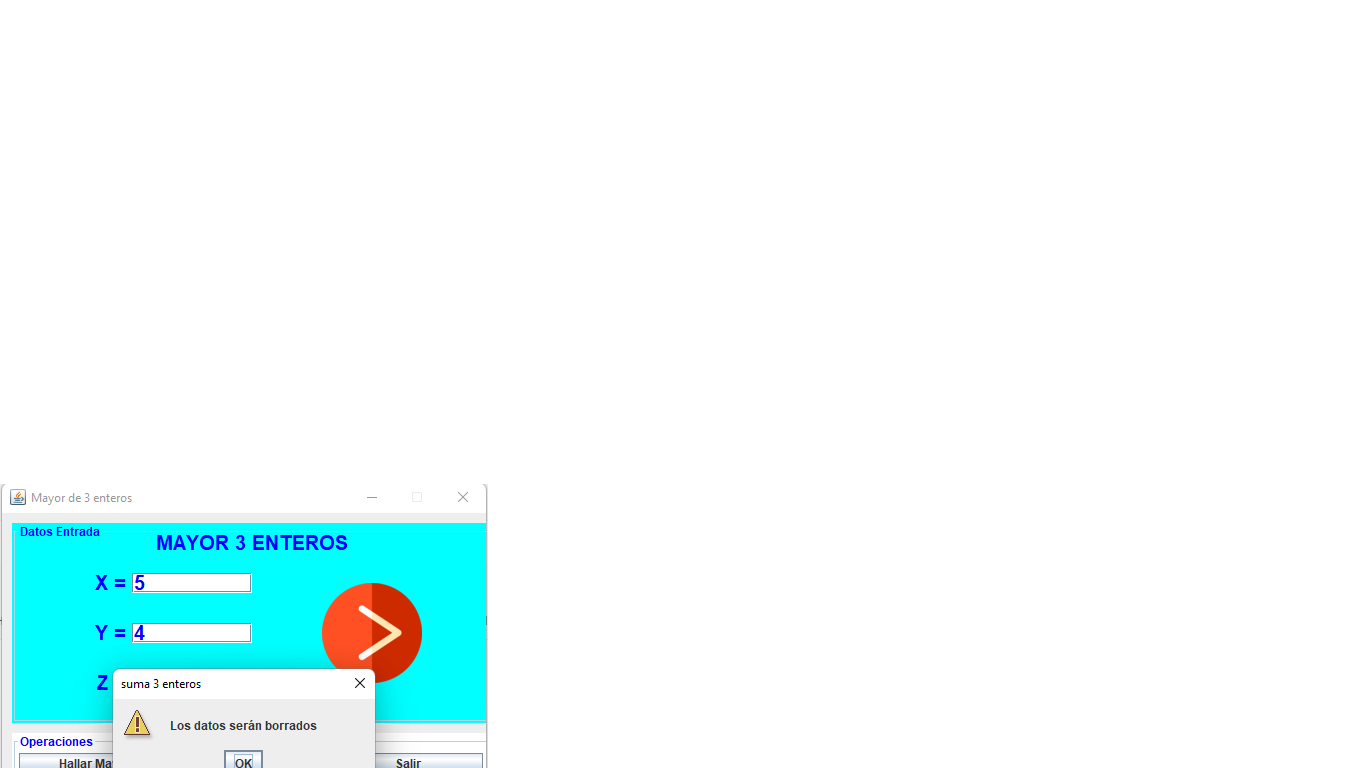 Mayor de 3 enteros
Datos Entrada
MAYOR 3 ENTEROS
X = 5
Y = 4
Z
suma 3 enteros
Los datos serán borrados
OK
Operaciones
Hallar Ma
Salir